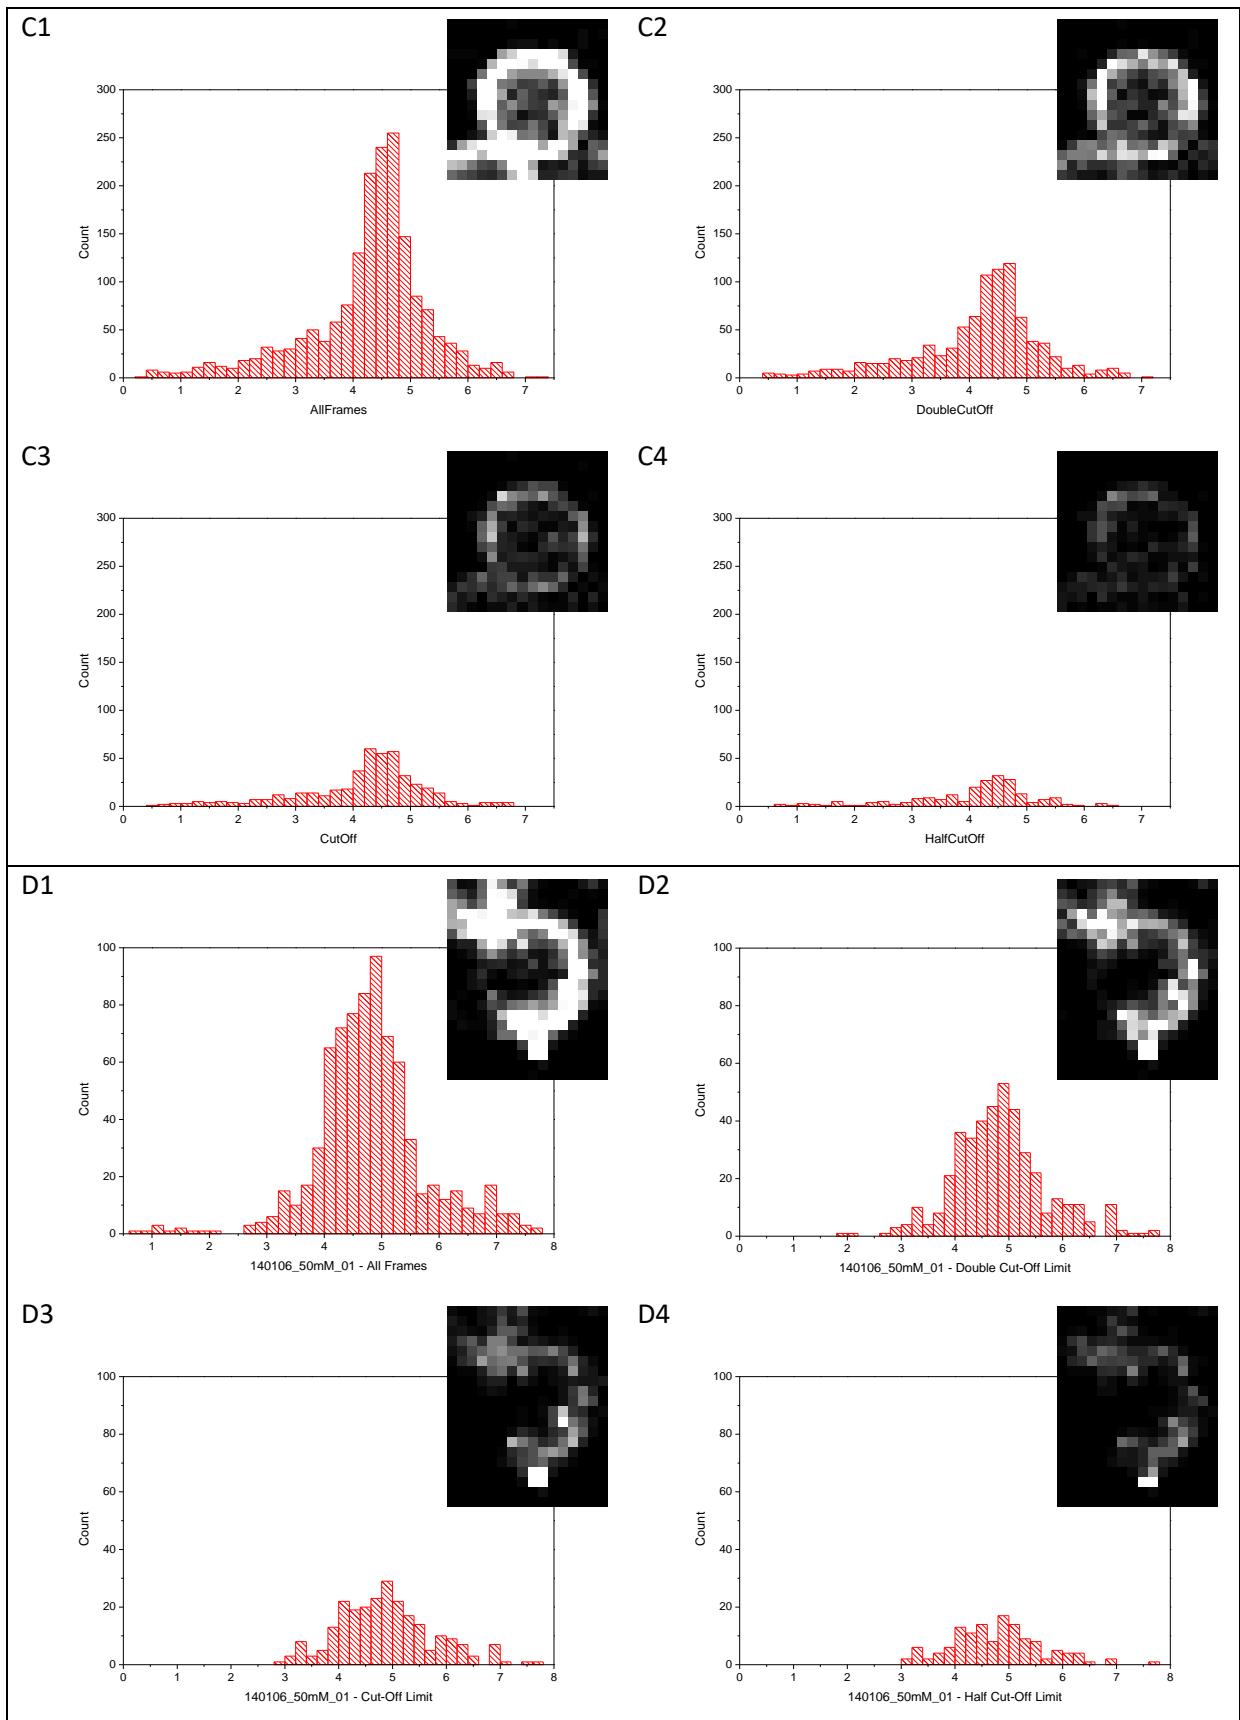 C1
C2
300
250
200
150
100
50
0
Count
0 1 2 3 4 5 6 7
AllFrames
300
250
200
150
100
50
0
Count
0 1 2 3 4 5 6 7
DoubleCutOff
C3
C4
300
250
200
150
100
50
0
Count
0 1 2 3 4 5 6 7
CutOff
300
250
200
150
100
50
0
Count
0 1 2 3 4 5 6 7
HalfCutOff
D1
D2
100
80
60
40
20
0
Count
1 2 3 4 5 6 7 8
140106_50mM_01 - All Frames
100
80
60
40
20
0
Count
0 1 2 3 4 5 6 7 8
140106_50mM_01 - Double Cut-Off Limit
D3
D4
100
80
60
40
20
0
Count
0 1 2 3 4 5 6 7 8
140106_50mM_01 - Cut-Off Limit
100
80
60
40
20
0
Count
0 1 2 3 4 5 6 7 8
140106_50mM_01 - Half Cut-Off Limit